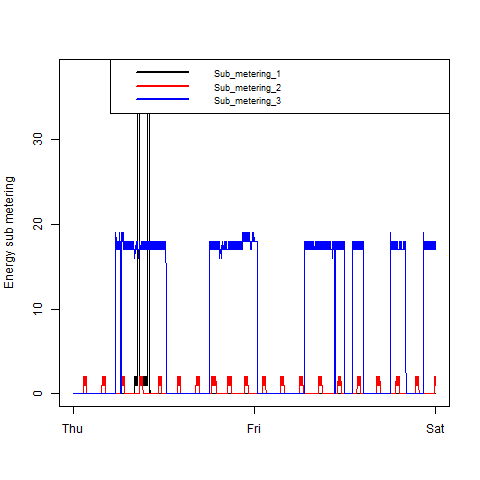 Sub_metering_1
Sub_metering_2
Sub_metering_3
Energy sub metering
30
20
10
0
Thu Fri Sat